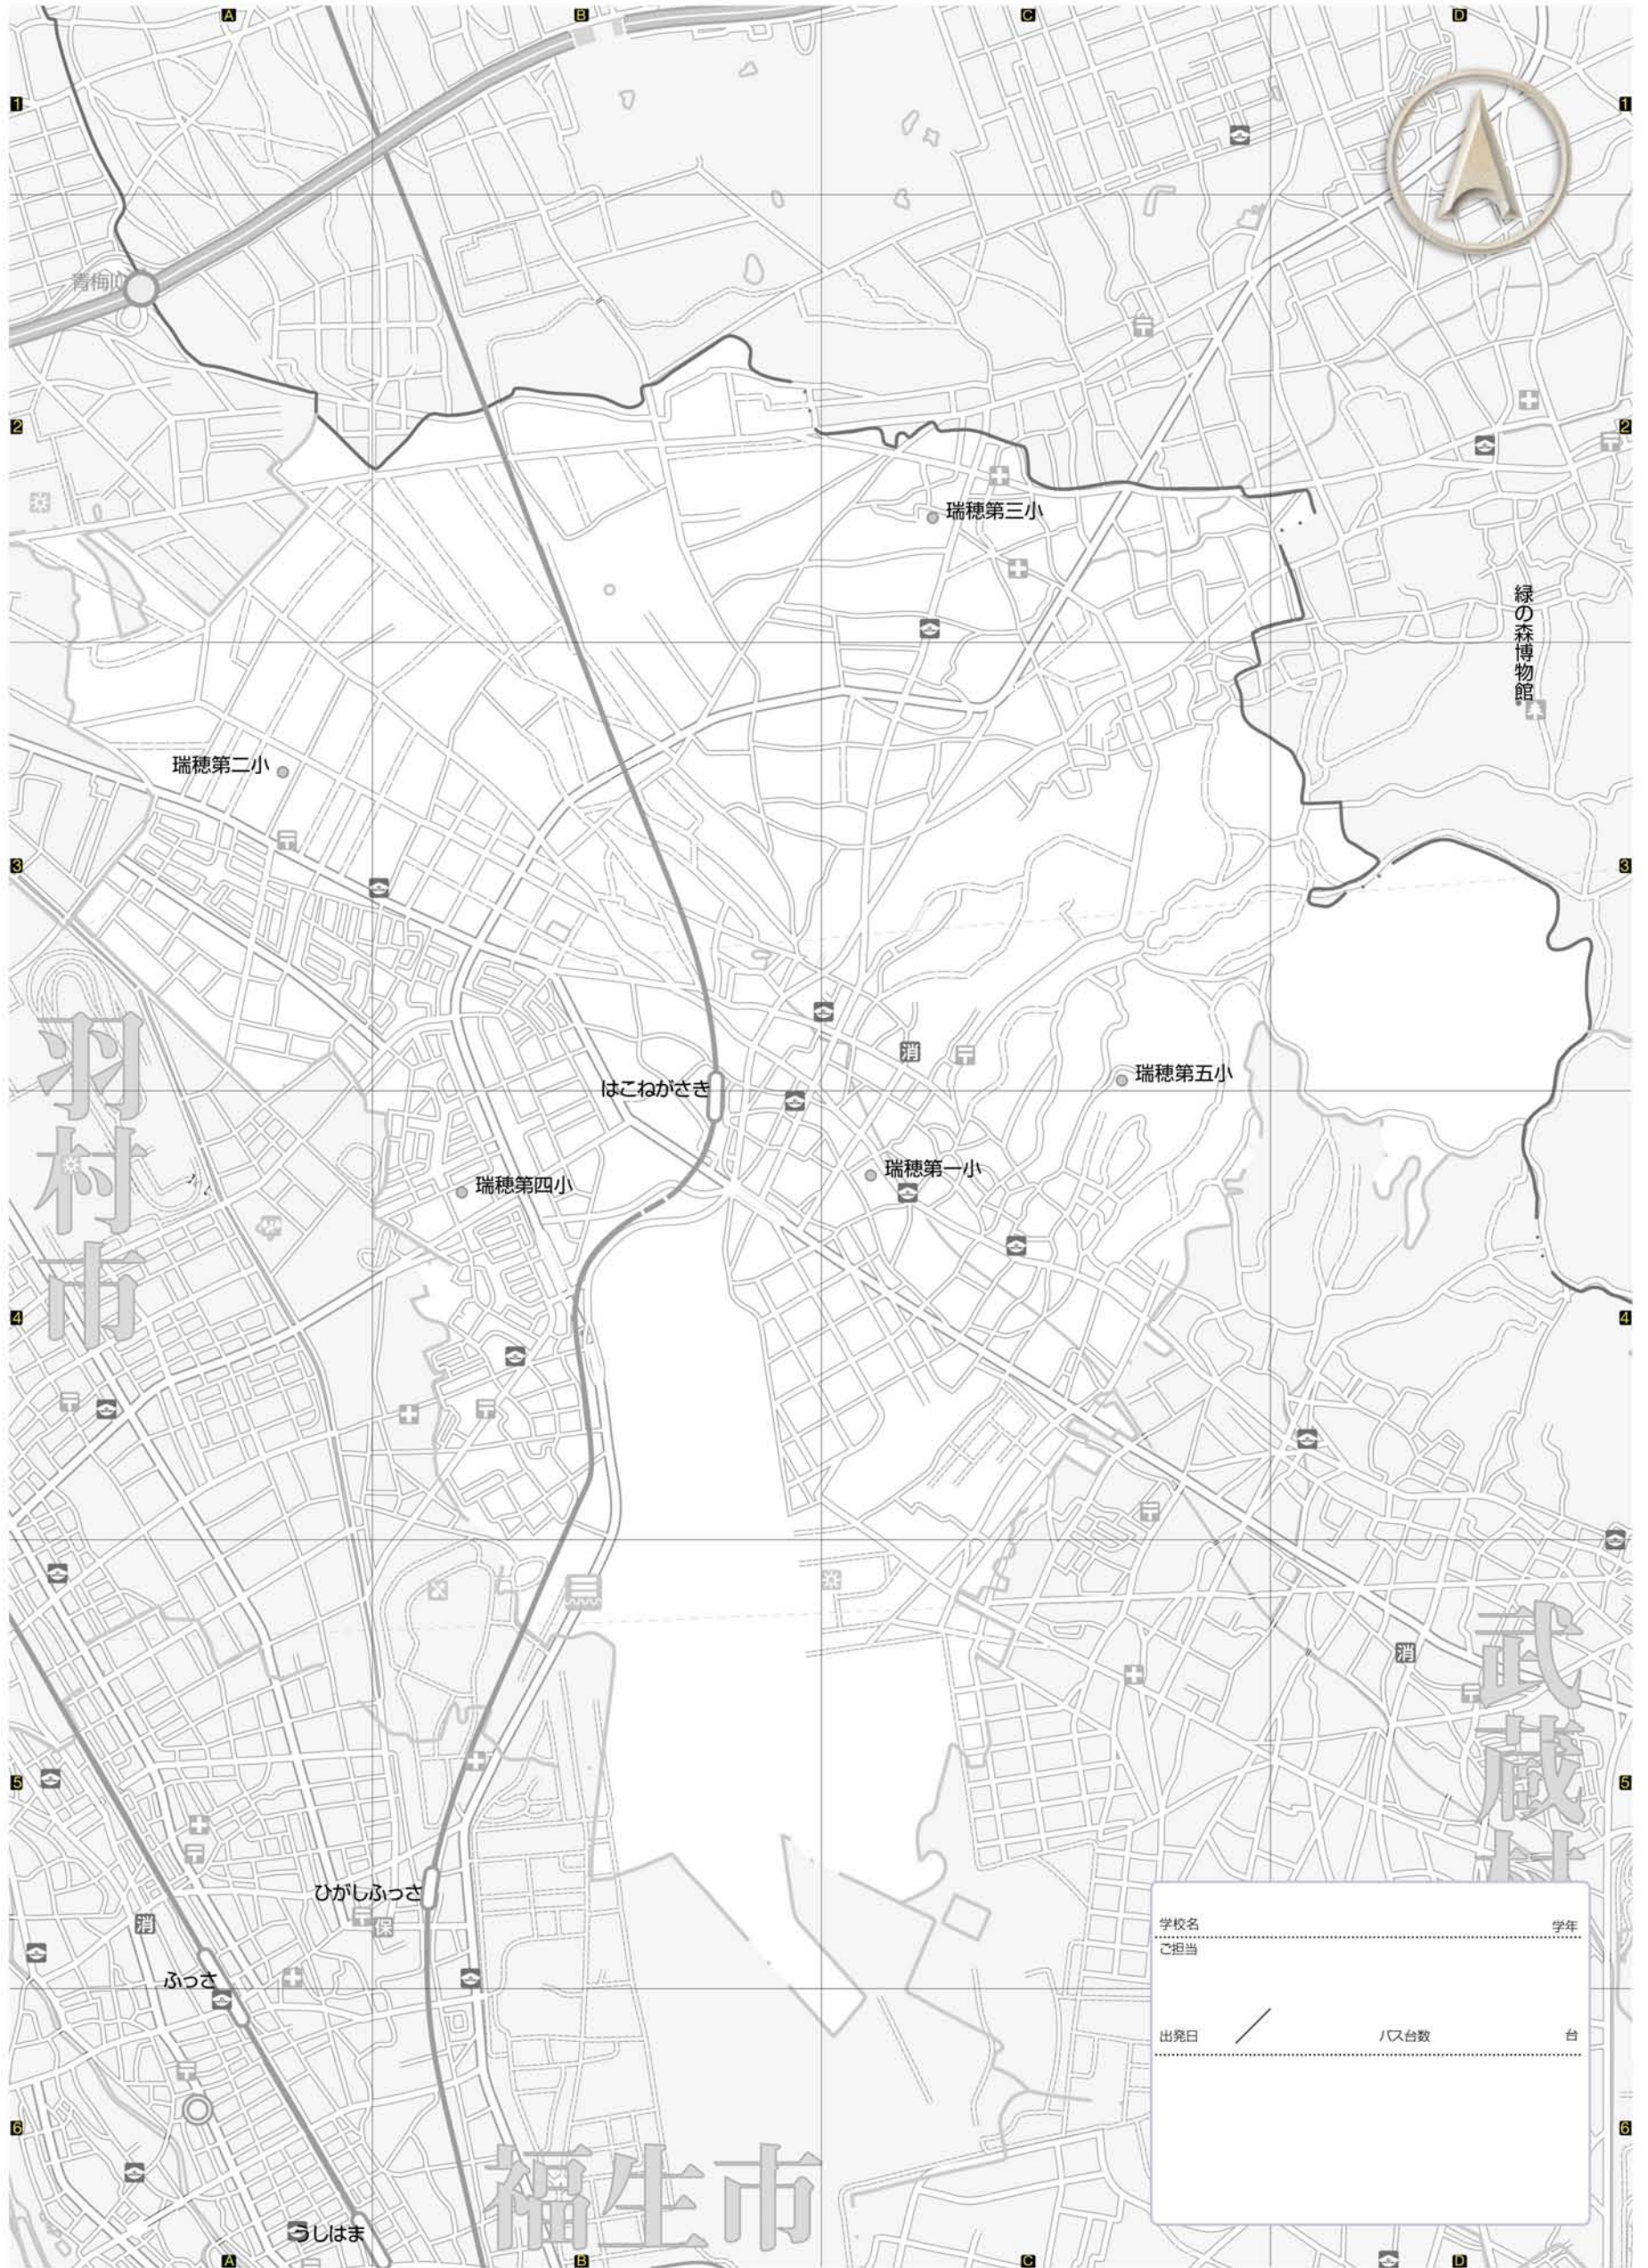 A
B
C
D
1
1
青梅IC
2
2
瑞穂第三小
緑の森博物館
瑞穂第二小
3
3
羽村市
消
はこねがさき
瑞穂第五小
瑞穂第一小
瑞穂第四小
4
4
消
武蔵村
5
5
ひがしふっさ
保
消
ふっさ
学校名 学年
ご担当
出発日 ／ バス台数 台
6
6
福生市
うしはま
A
B
C
D